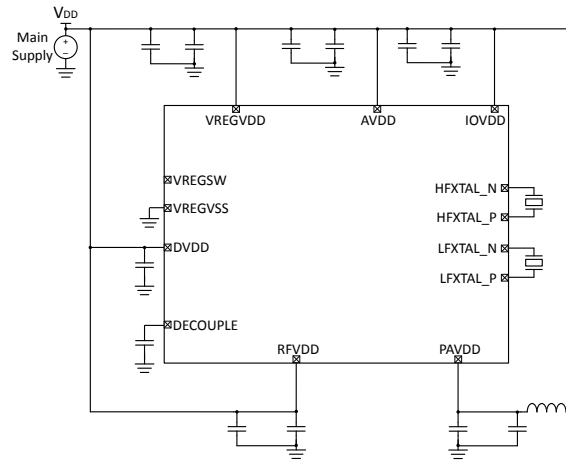 VDD
Main
Supply
+
–
VREGVDD
AVDD
IOVDD
VREGSW
HFXTAL_N
VREGVSS
HFXTAL_P
DVDD
LFXTAL_N
LFXTAL_P
DECOUPLE
RFVDD
PAVDD